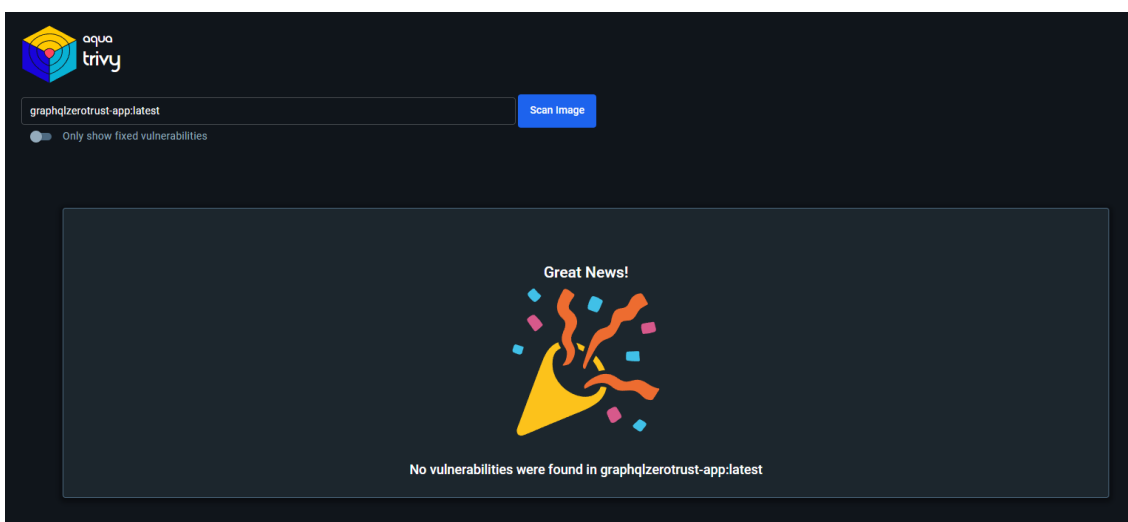 aqua
trivy
graphqlzerotrust-app:latest
Scan Image
Only show fixed vulnerabilities
Great News!
No vulnerabilities were found in graphqlzerotrust-app:latest